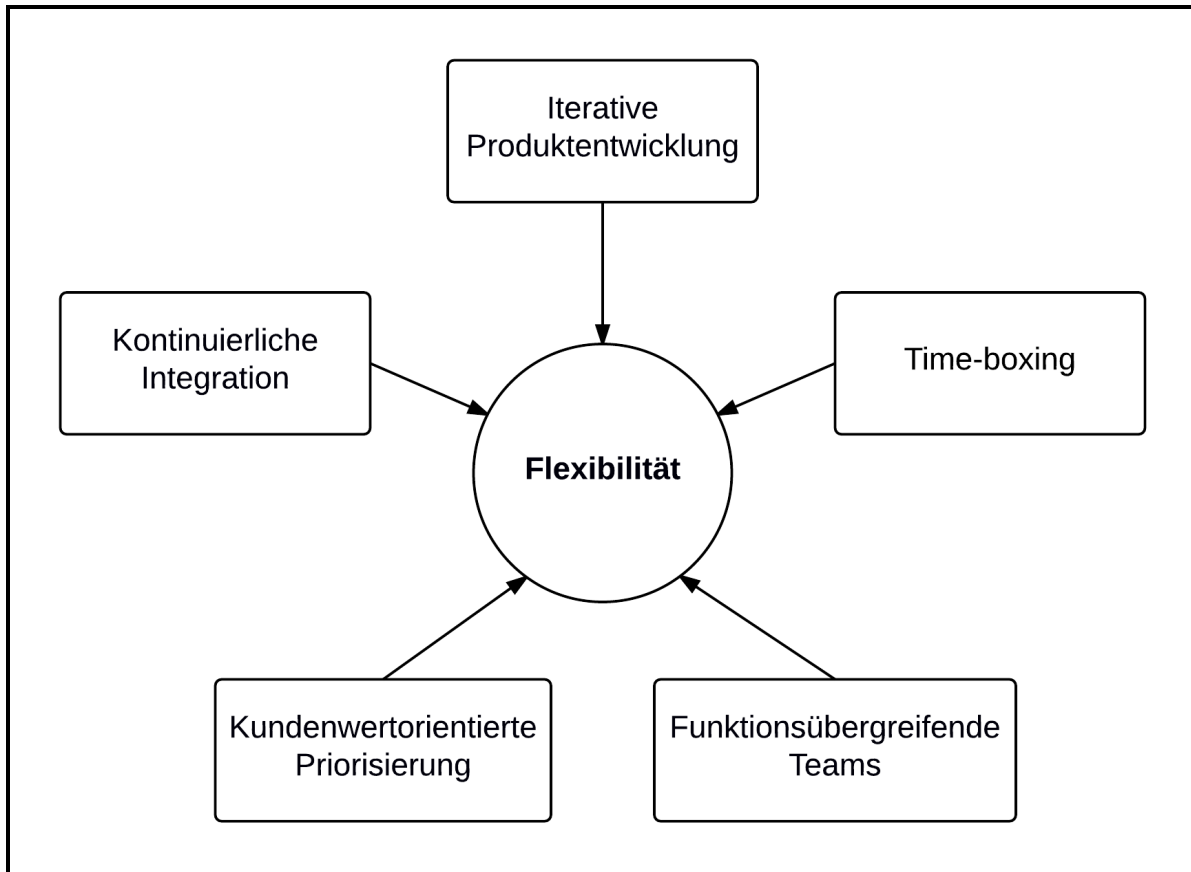 Iterative
Produktentwicklung
Kontinuierliche
Integration
Time-boxing
Flexibilität
Kundenwertorientierte
Priorisierung
Funktionsübergreifende
Teams